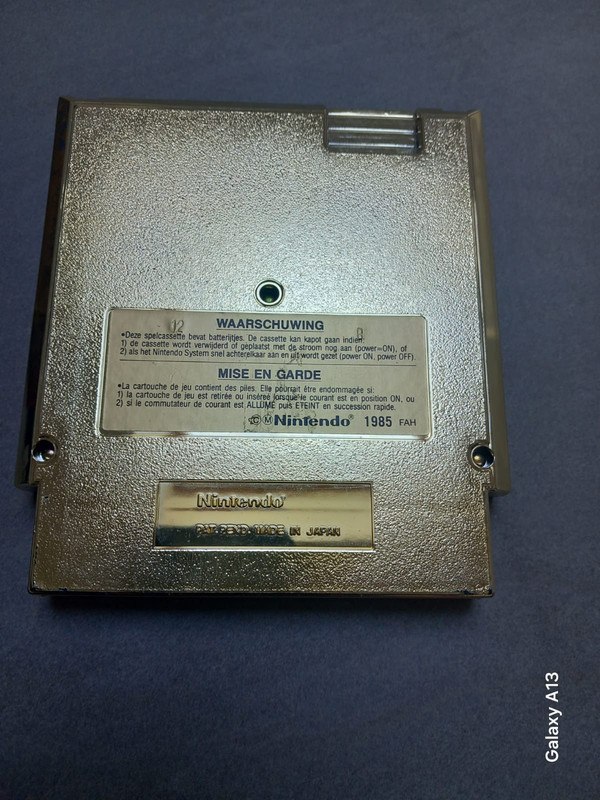 02
B
WAARSCHUWING
•Deze spelcassette bevat batterijtjes. De cassette kan kapot gaan indien:
1) de cassette wordt verwijderd of geplaatst met de stroom nog aan (power=ON), of
2) als het Nintendo System snel achterelkaar aan en uit wordt gezet (power ON, power OFF).
MISE EN GARDE
•La cartouche de jeu contient des piles. Elle pourrait être endommagée si:
1) la cartouche de jeu est retirée ou insérée lorsque le courant est en position ON, ou
2) si le commutateur de courant est ALLUMÉ puis ETEINT en succession rapide.
©Ⓜ Nintendo® 1985 FAH
Nintendo®
PAT. PEND. MADE IN JAPAN
Galaxy A13